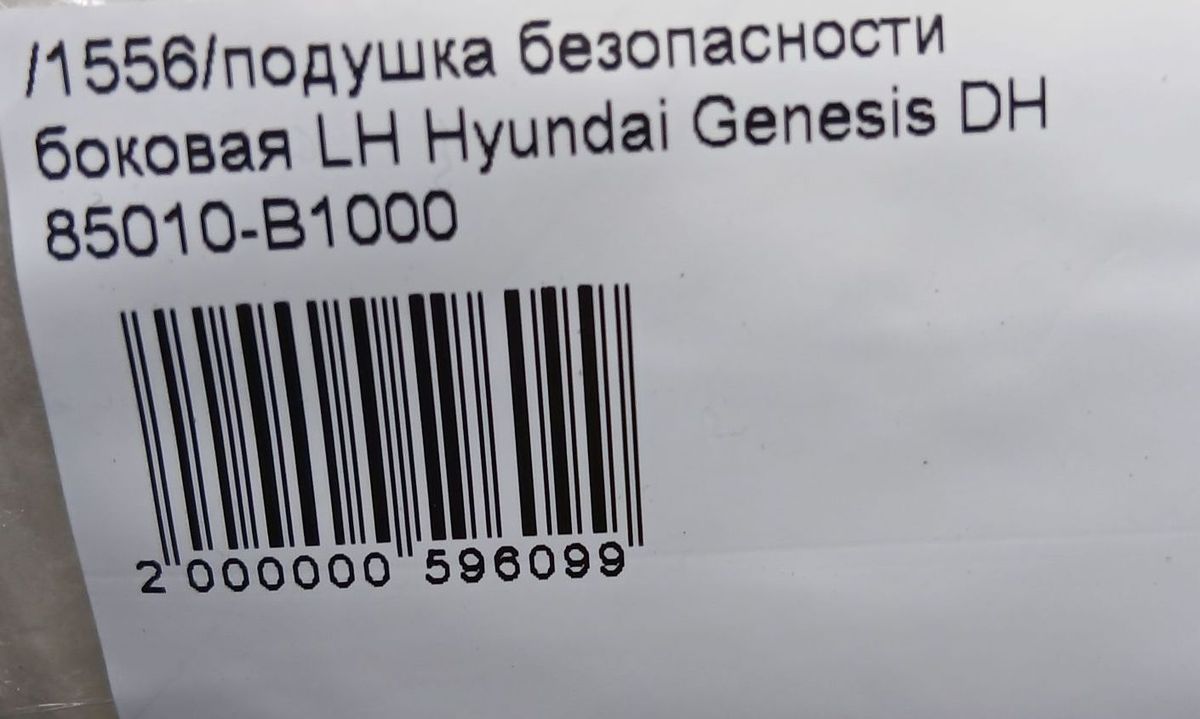 /1556/подушка безопасности
боковая LH Hyundai Genesis DH
85010-B1000
2 000000 596099